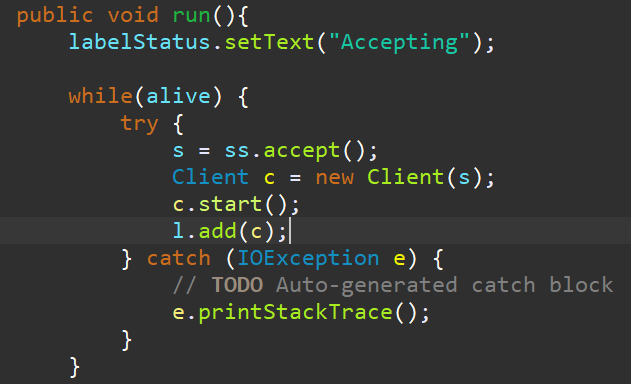 public void run(){
labelStatus.setText("Accepting");
while(alive) {
try {
s = ss.accept();
Client c = new Client(s);
c.start();
l.add(c);
} catch (IOException e) {
// TODO Auto-generated catch block
e.printStackTrace();
}
}